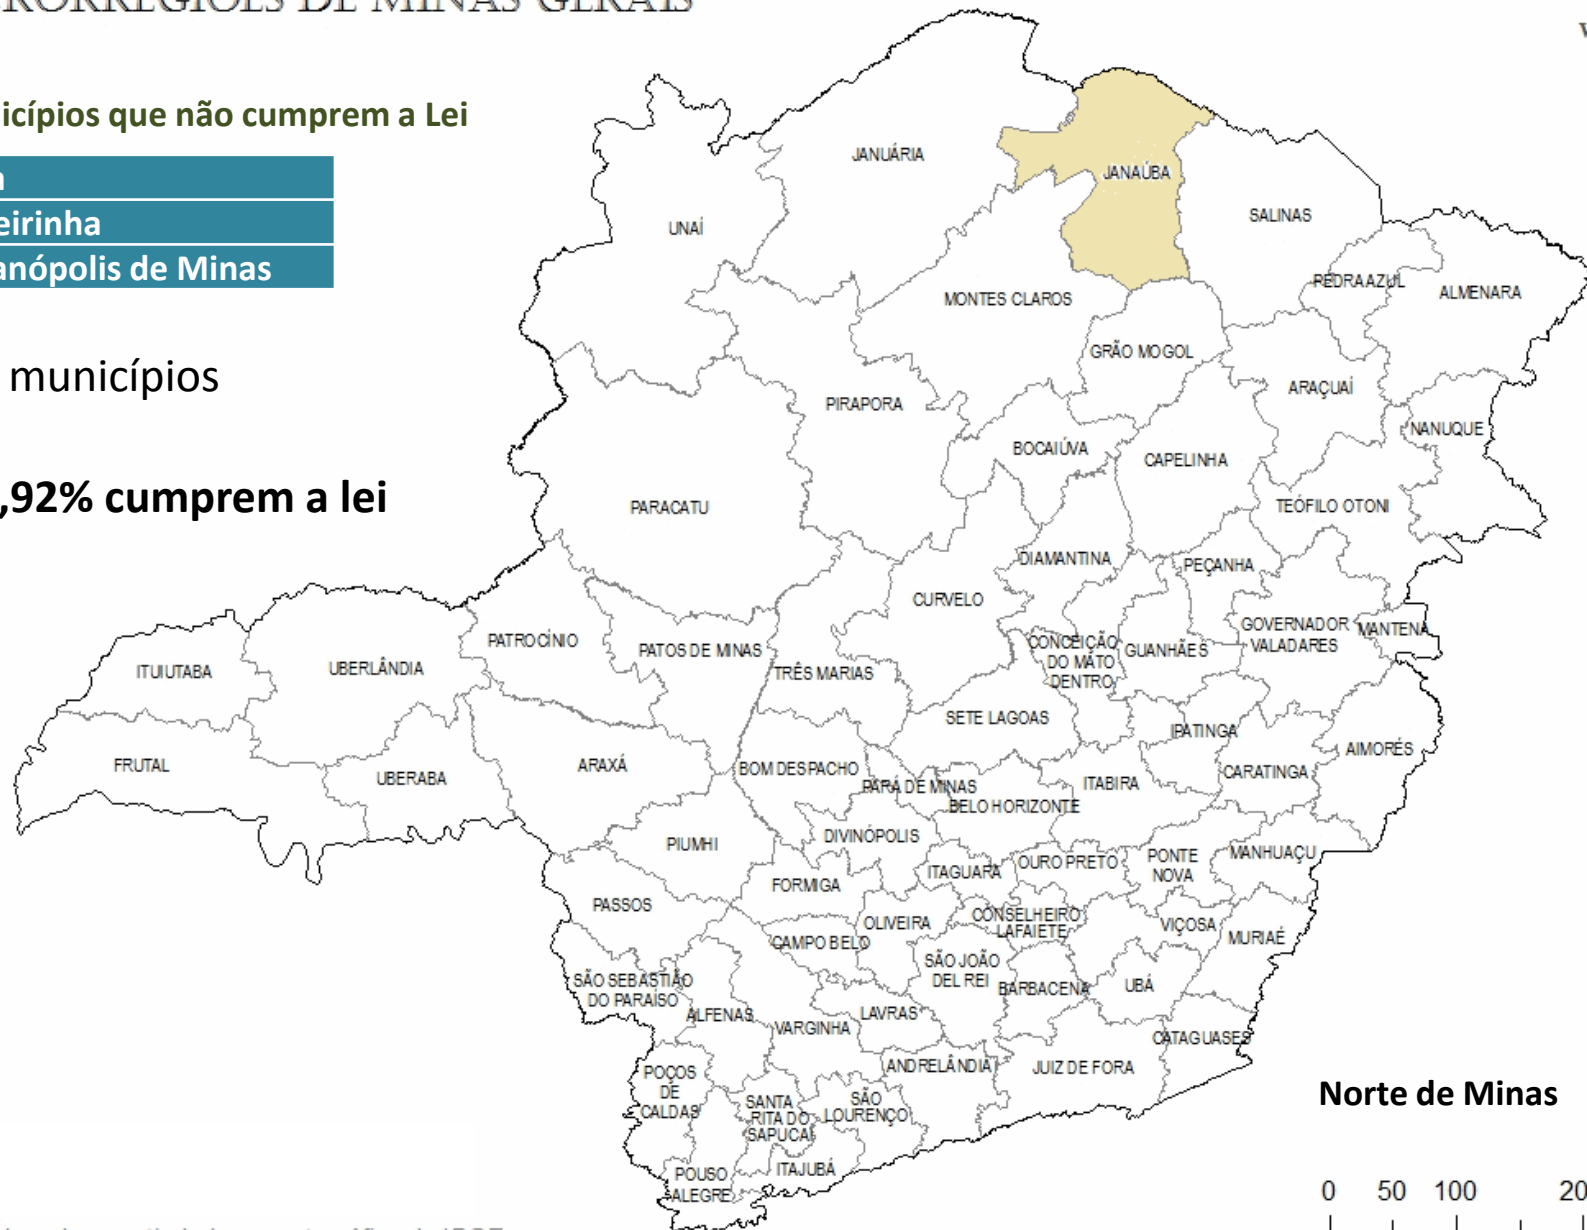 RORREGIÕES DE MINAS GERAIS
icípios que não cumprem a Lei
a
eirinha
anópolis de Minas
municípios
,92% cumprem a lei
JANUÁRIA
JANAÚBA
UNAÍ
SALINAS
PEDRA AZUL
ALMENARA
MONTES CLAROS
GRÃO MOGOL
ARAÇUAÍ
PIRAPORA
NANUQUE
BOCAIÚVA
CAPELINHA
PARACATU
TEÓFILO OTONI
DIAMANTINA
PEÇANHA
CURVELO
GOVERNADOR
VALADARES
MANTENA
PATROCÍNIO
PATOS DE MINAS
CONCEIÇÃO
DO MATO
DENTRO
GUANHÃES
ITUIUTABA
UBERLÂNDIA
TRÊS MARIAS
SETE LAGOAS
IPATINGA
AIMORÉS
FRUTAL
UBERABA
ARAXÁ
BOM DESPACHO
PARÁ DE MINAS
BELO HORIZONTE
ITABIRA
CARATINGA
PIUMHI
DIVINÓPOLIS
ITAGUARA
OURO PRETO
PONTE
NOVA
MANHUAÇU
FORMIGA
PASSOS
OLIVEIRA
CONSELHEIRO
LAFAIETE
VIÇOSA
MURIAÉ
CAMPO BELO
SÃO JOÃO
DEL REI
BARBACENA
UBÁ
SÃO SEBASTIÃO
DO PARAÍSO
ALFENAS
VARGINHA
LAVRAS
CATAGUASES
ANDRELÂNDIA
JUIZ DE FORA
POÇOS
DE
CALDAS
SANTA
RITA DO
SAPUCAÍ
SÃO
LOURENÇO
POUSO
ALEGRE
ITAJUBÁ
Norte de Minas
0 50 100 20